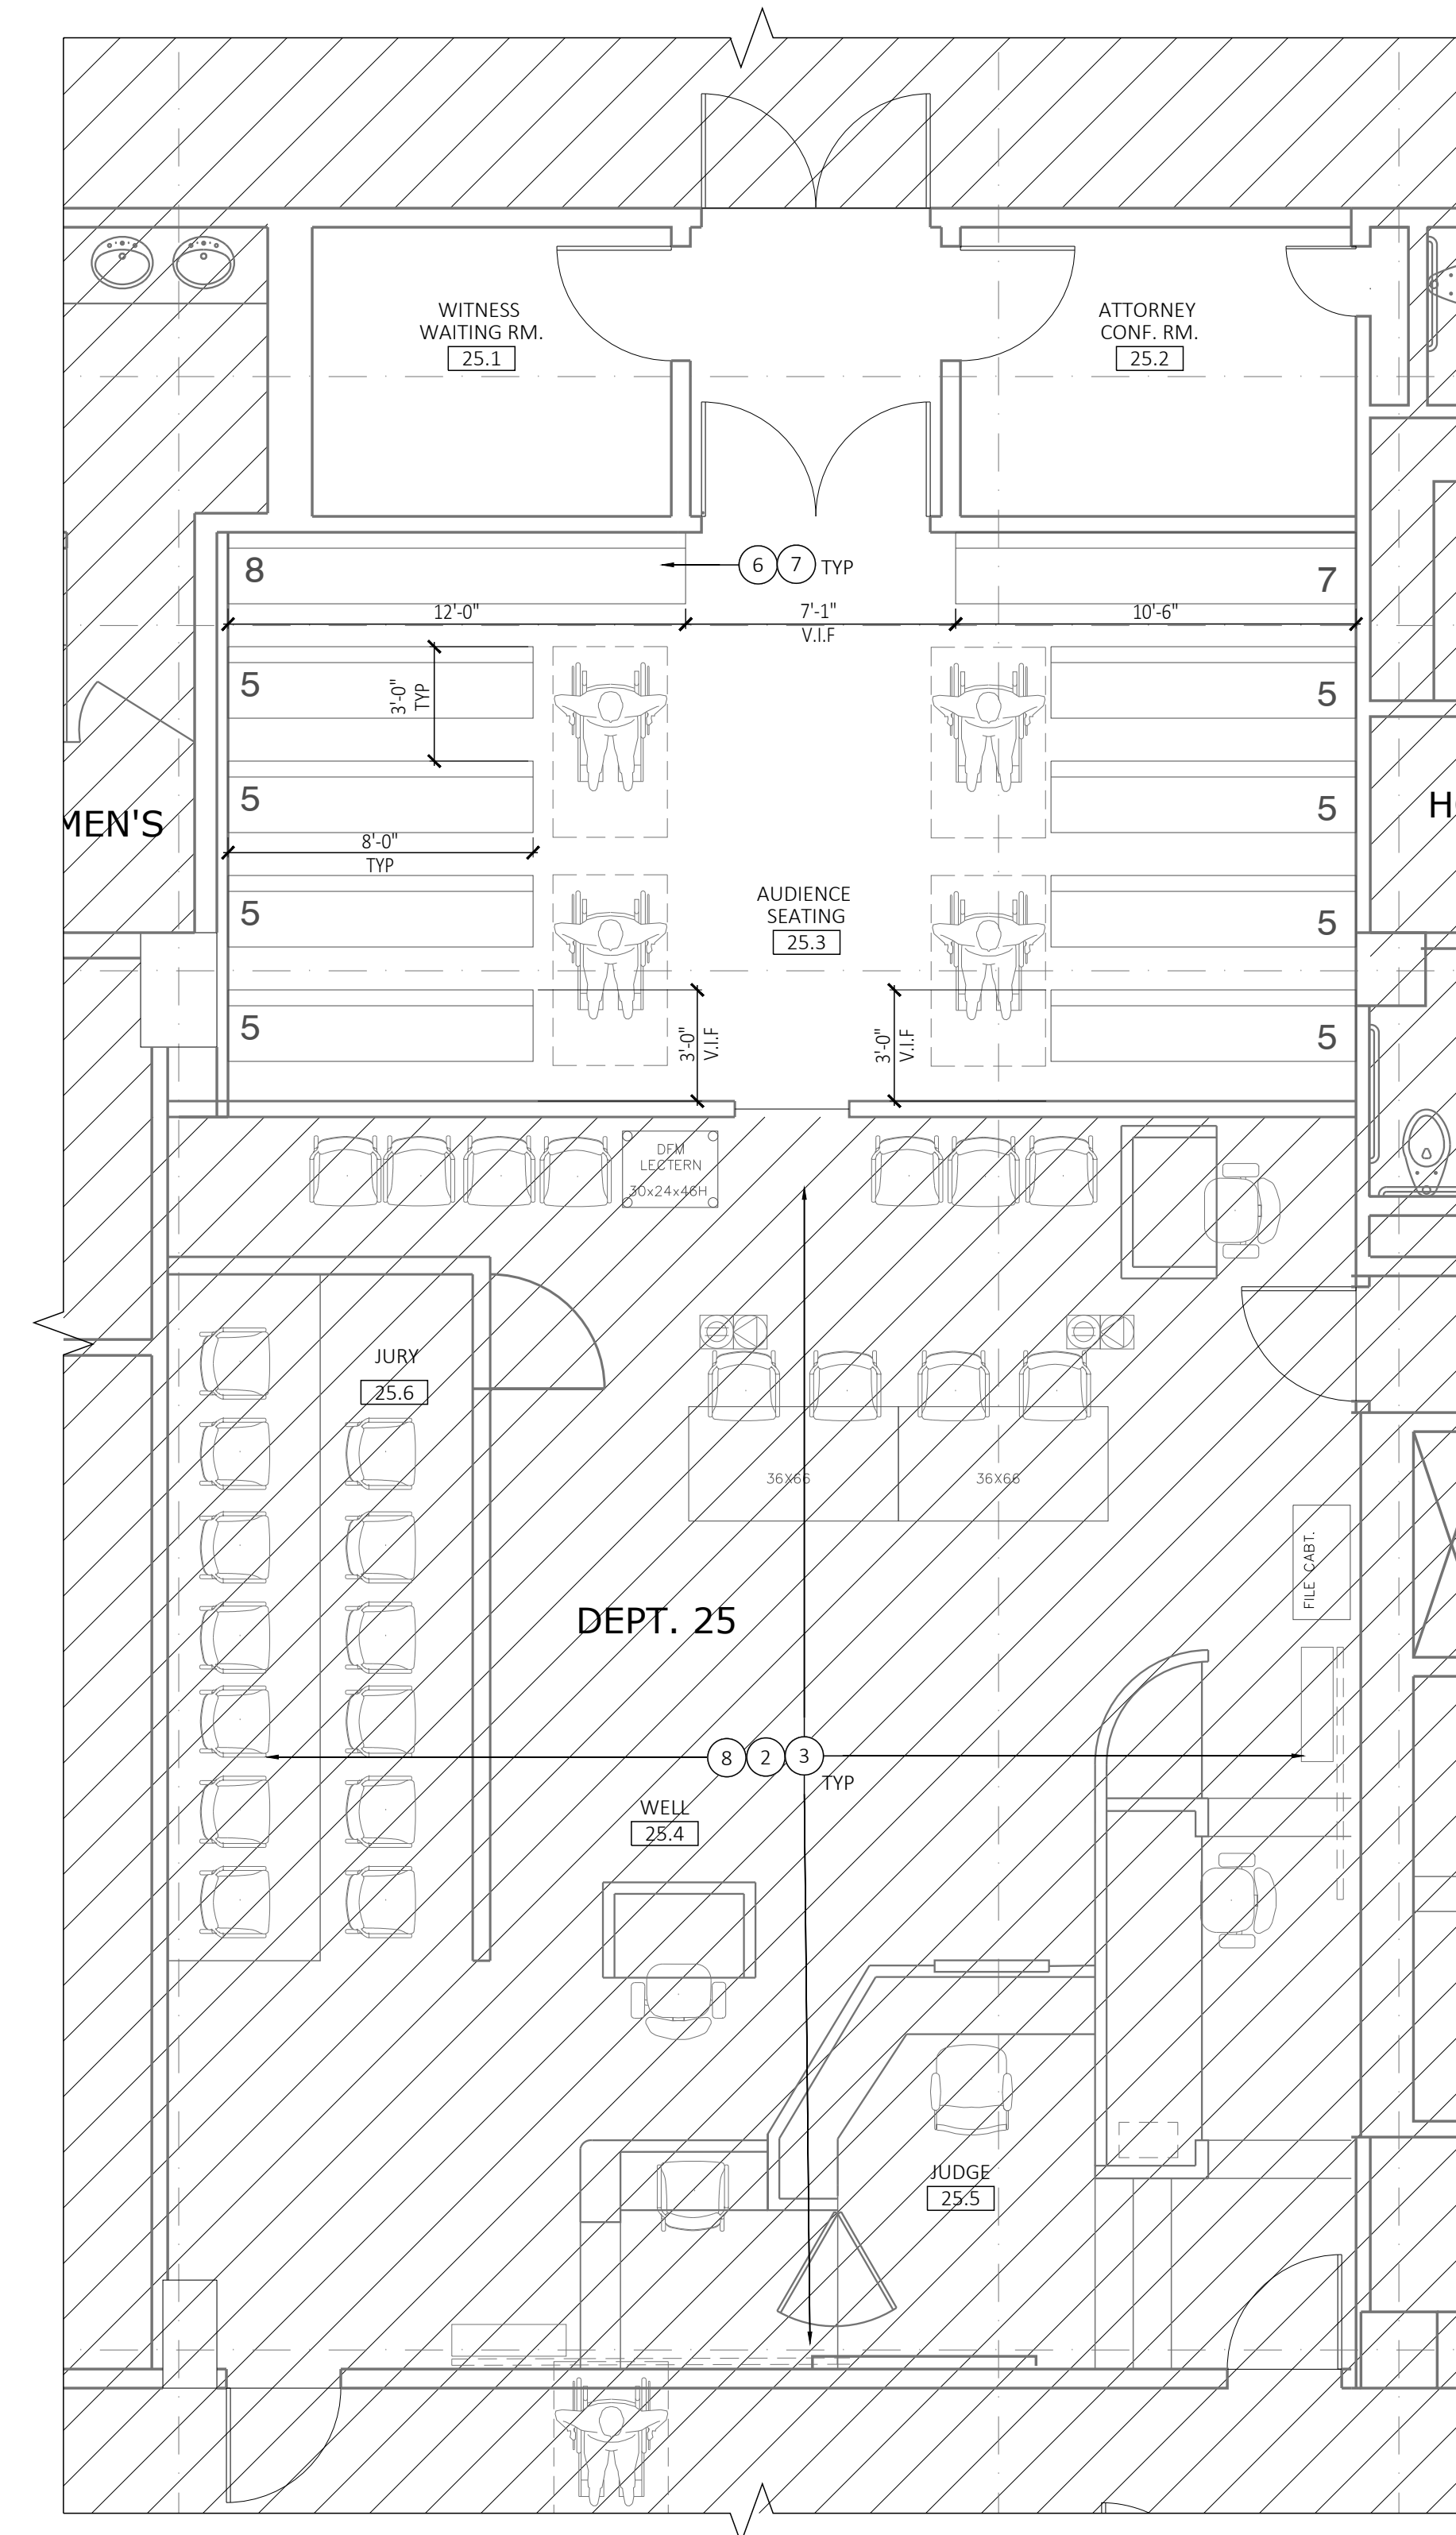 WITNESS
WAITING RM.
25.1
ATTORNEY
CONF. RM.
25.2
8
6 7 TYP
7
12'-0"
7'-1"
V.I.F
10'-6"
5
3'-0"
TYP
5
5
5
MEN'S
H
8'-0"
TYP
5
AUDIENCE
SEATING
25.3
5
5
3'-0"
V.I.F
3'-0"
V.I.F
5
DFM
LECTERN
30x24x46H
JURY
25.6
36X66
36X66
FILE CABT.
DEPT. 25
8 2 3
TYP
WELL
25.4
JUDGE
25.5